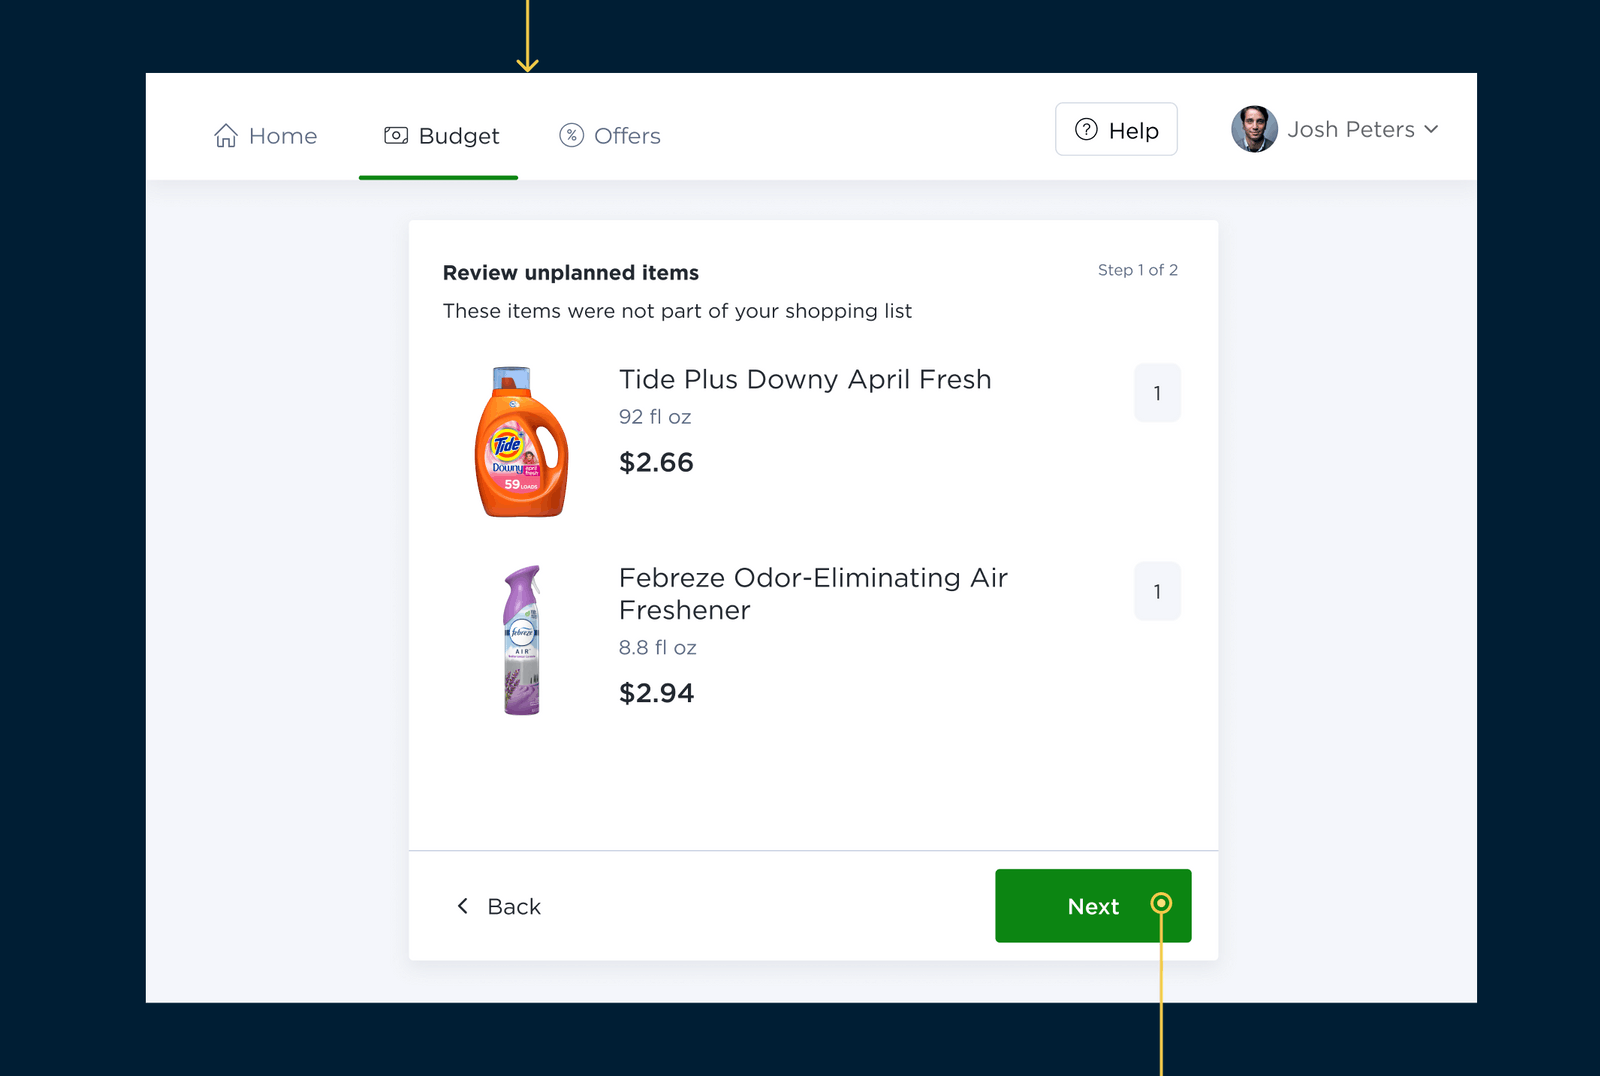 Home
Budget
Offers
Help
Josh Peters
Review unplanned items
Step 1 of 2
These items were not part of your shopping list
Tide Plus Downy April Fresh
1
92 fl oz
$2.66
Tide
Downy
april
fresh
59 LOADS
Febreze Odor-Eliminating Air
Freshener
1
8.8 fl oz
$2.94
febreze
AIR
Back
Next